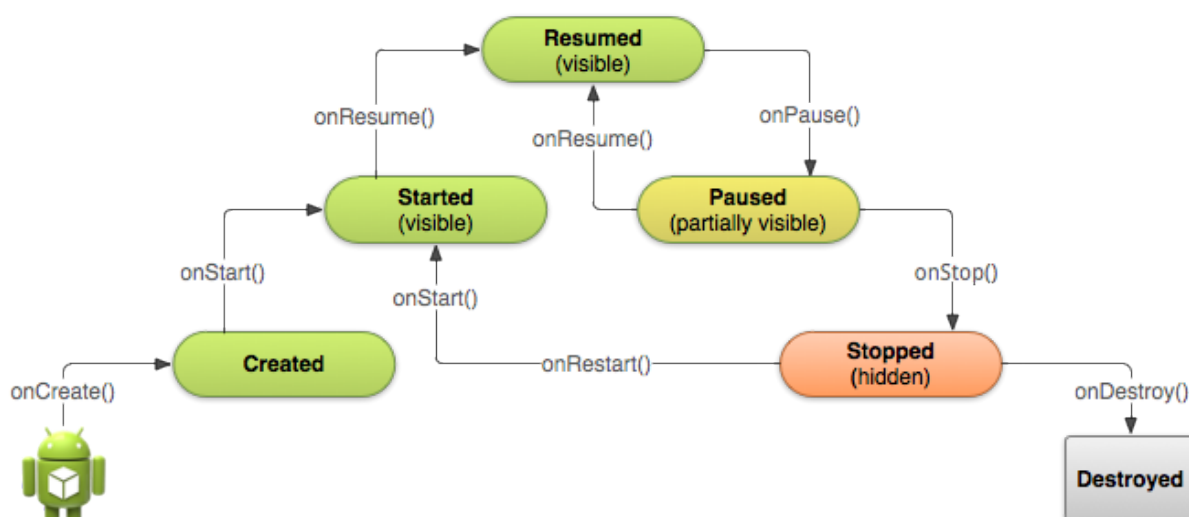 Resumed
(visible)
onResume()
onResume()
onPause()
Started
(visible)
Paused
(partially visible)
onStart()
onStart()
onStop()
Created
onRestart()
Stopped
(hidden)
onCreate()
onDestroy()
Destroyed